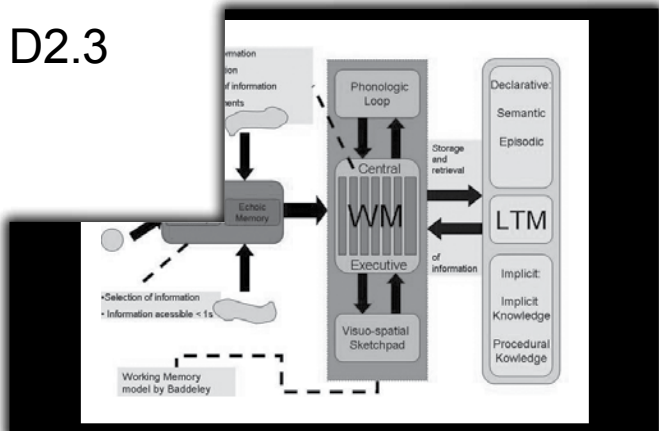 D2.3
of information
Phonologic
Loop
Declarative:
Semantic
Episodic
Storage
and
retrieval
Central
WM
Executive
LTM
Echoic
Memory
of
information
•Selection of information
• Information acessible < 1s
Implicit:
Implicit
Knowledge
Procedural
Kowledge
Visuo-spatial
Sketchpad
Working Memory
model by Baddeley